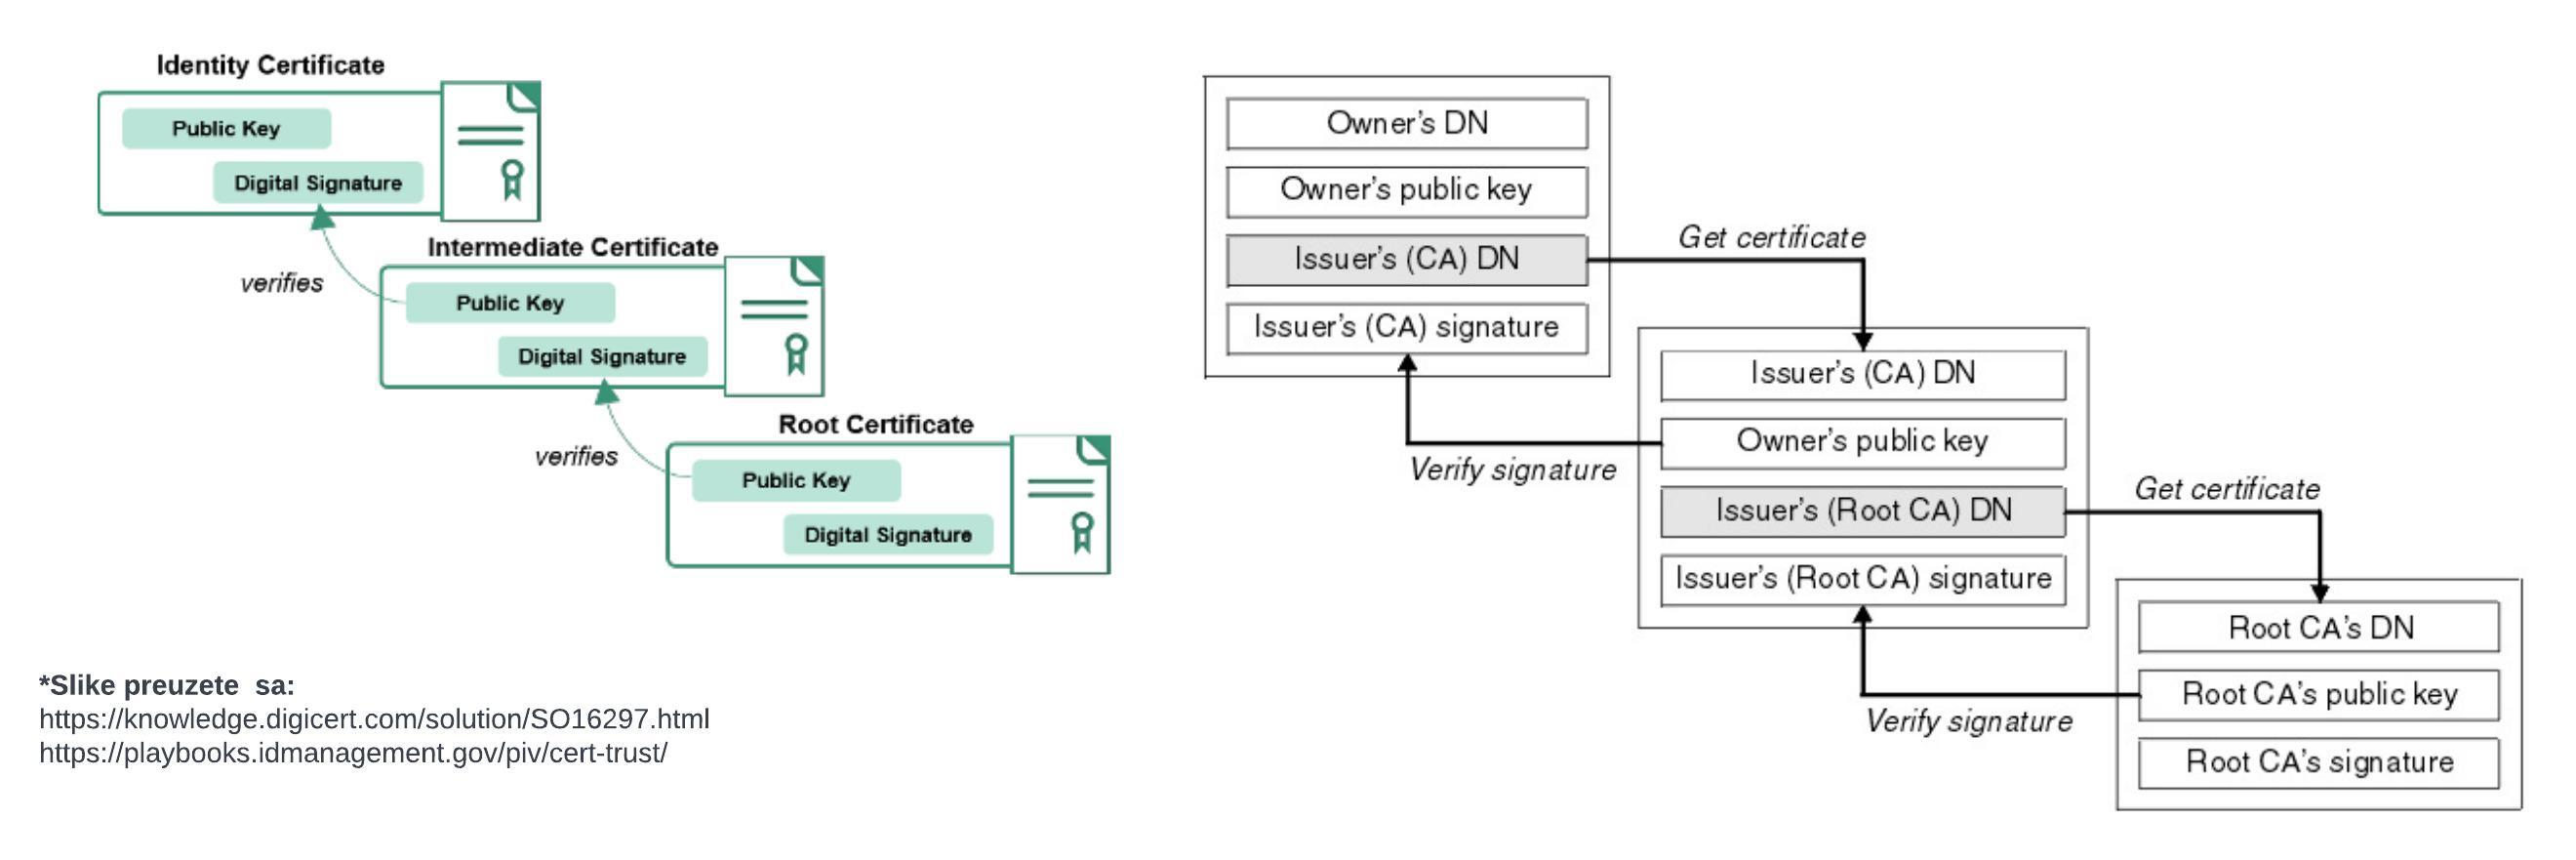 Identity Certificate
Public Key
Digital Signature
verifies
Intermediate Certificate
Public Key
Digital Signature
verifies
Root Certificate
Public Key
Digital Signature
*Slike preuzete  sa:
https://knowledge.digicert.com/solution/SO16297.html
https://playbooks.idmanagement.gov/piv/cert-trust/
Owner's DN
Owner's public key
Issuer's (CA) DN
Issuer's (CA) signature
Get certificate
Verify signature
Issuer's (CA) DN
Owner's public key
Issuer's (Root CA) DN
Issuer's (Root CA) signature
Get certificate
Verify signature
Root CA's DN
Root CA's public key
Root CA's signature